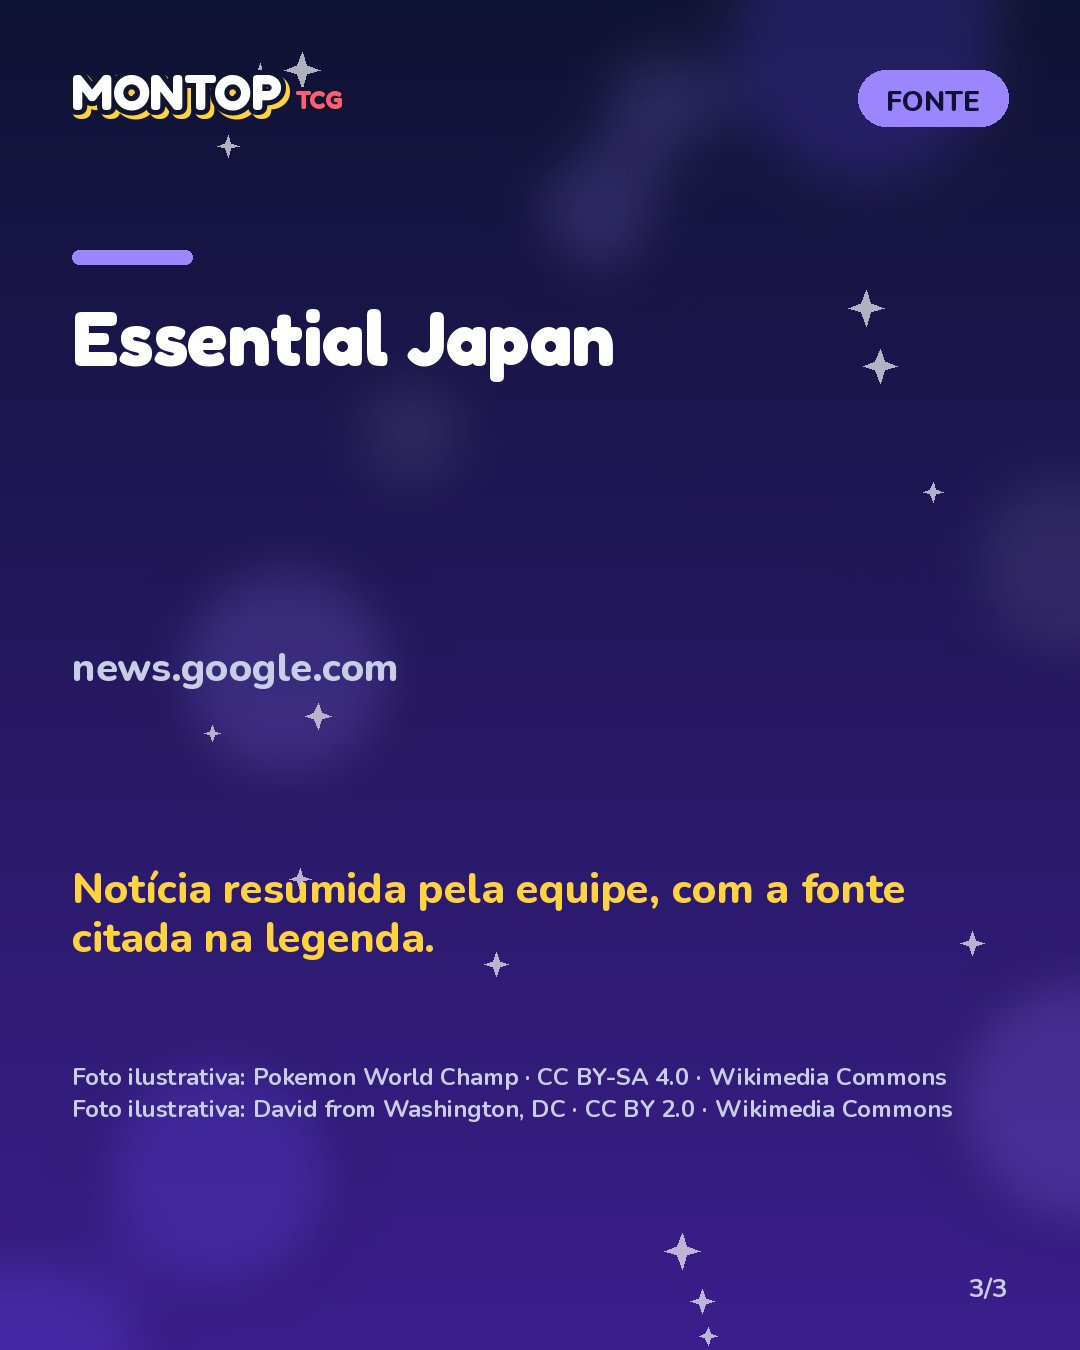 MONTOP TCG
FONTE
Essential Japan
news.google.com
Notícia resumida pela equipe, com a fonte
citada na legenda.
Foto ilustrativa: Pokemon World Champ · CC BY-SA 4.0 · Wikimedia Commons
Foto ilustrativa: David from Washington, DC · CC BY 2.0 · Wikimedia Commons
3/3